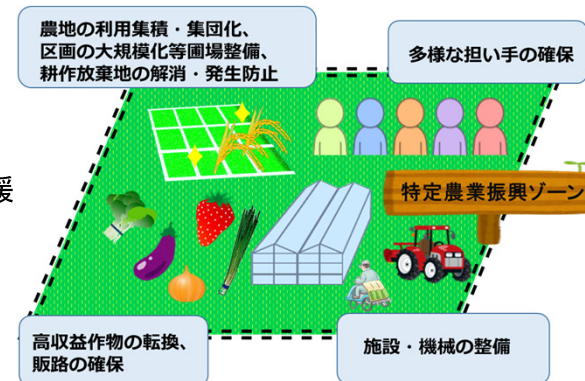 農地の利用集積・集団化、
区画の大規模化等圃場整備、
耕作放棄地の解消・発生防止
多様な担い手の確保
援
特定農業振興ゾーン
高収益作物の転換、
販路の確保
施設・機械の整備